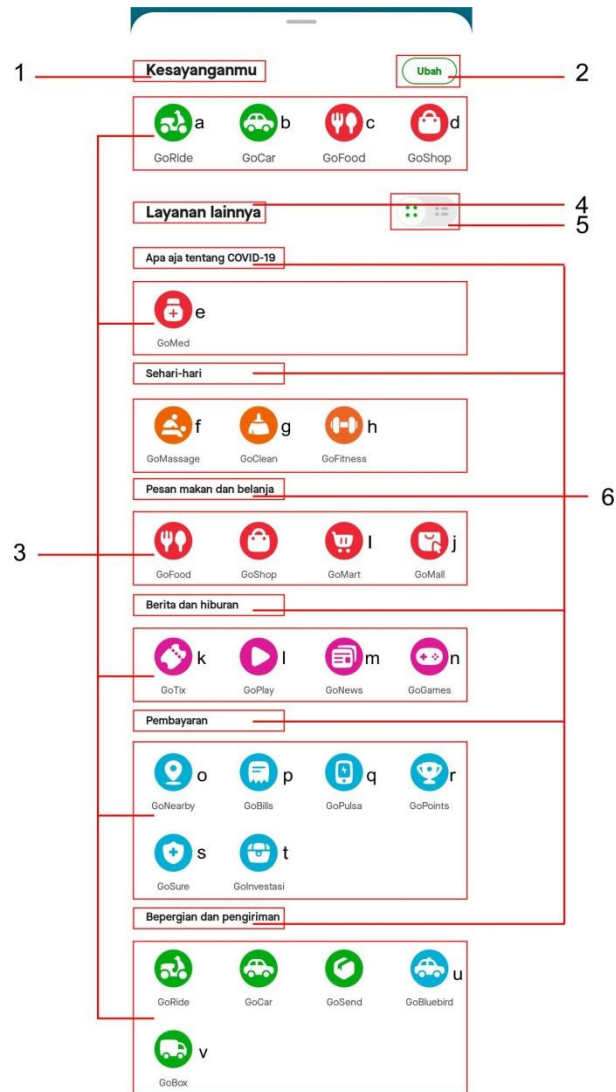 1 Kesayanganmu Ubah 2
a b c d
GoRide GoCar GoFood GoShop
Layanan lainnya 4
5
Apa aja tentang COVID-19
e
GoMed
Sehari-hari
f g h
GoMassage GoClean GoFitness
Pesan makan dan belanja 6
3 l j
GoFood GoShop GoMart GoMall
Berita dan hiburan
k l m n
GoTix GoPlay GoNews GoGames
Pembayaran
o p q r
GoNearby GoBills GoPulsa GoPoints
s t
GoSure GoInvestasi
Bepergian dan pengiriman
u
GoRide GoCar GoSend GoBluebird
v
GoBox